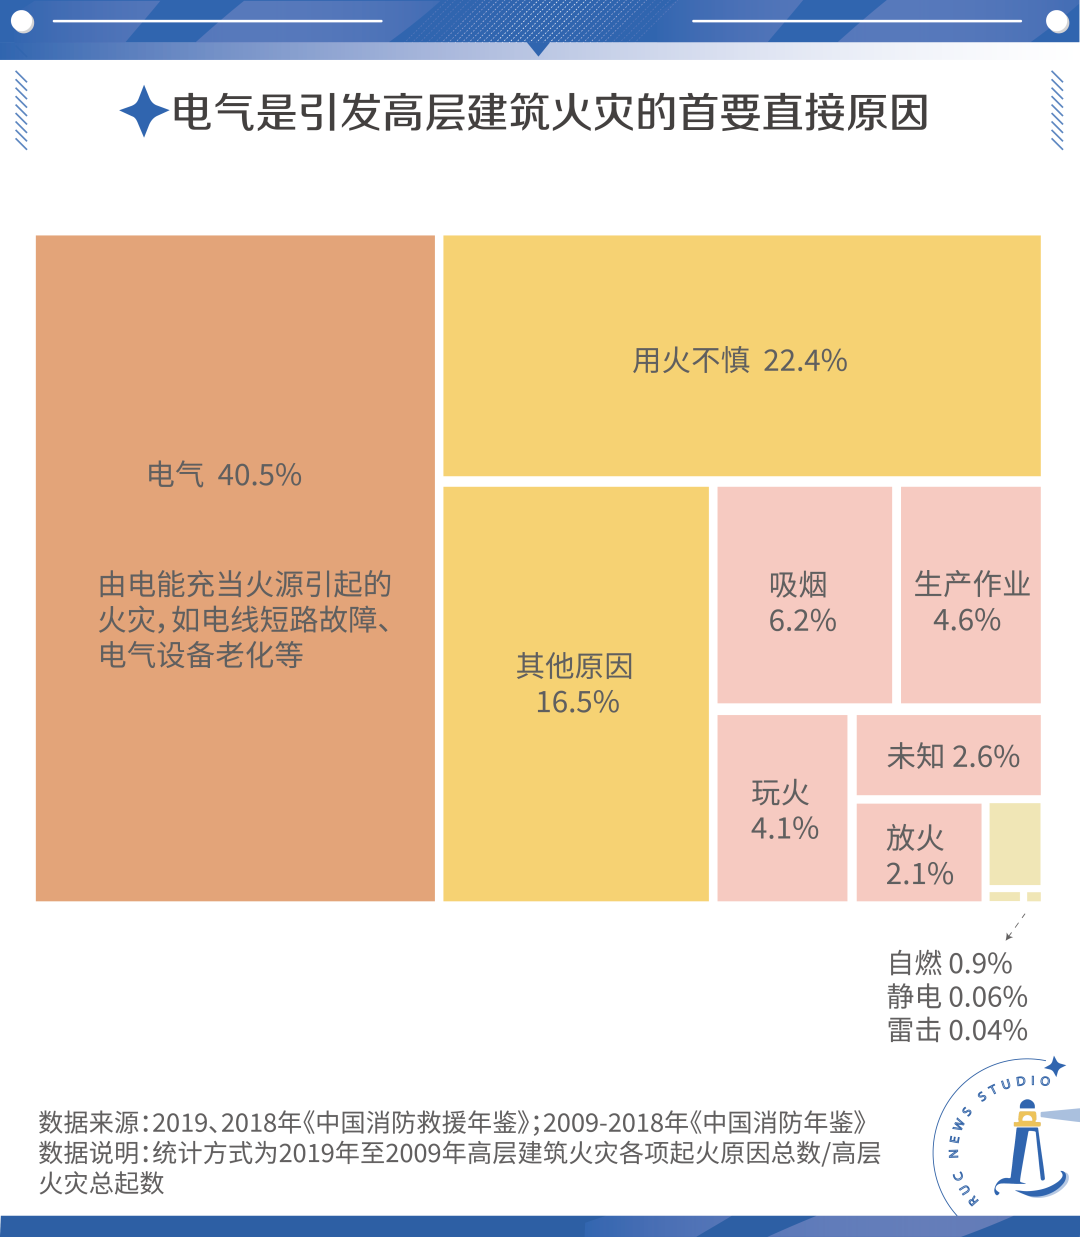 电气是引发高层建筑火灾的首要直接原因
电气 40.5%
由电能充当火源引起的
火灾，如电线短路故障、
电气设备老化等
用火不慎 22.4%
其他原因
16.5%
吸烟
6.2%
生产作业
4.6%
玩火
4.1%
未知 2.6%
放火
2.1%
自燃 0.9%
静电 0.06%
雷击 0.04%
数据来源：2019、2018年《中国消防救援年鉴》；2009-2018年《中国消防年鉴》
数据说明：统计方式为2019年至2009年高层建筑火灾各项起火原因总数/高层
火灾总起数
RUC NEWS STUDIO